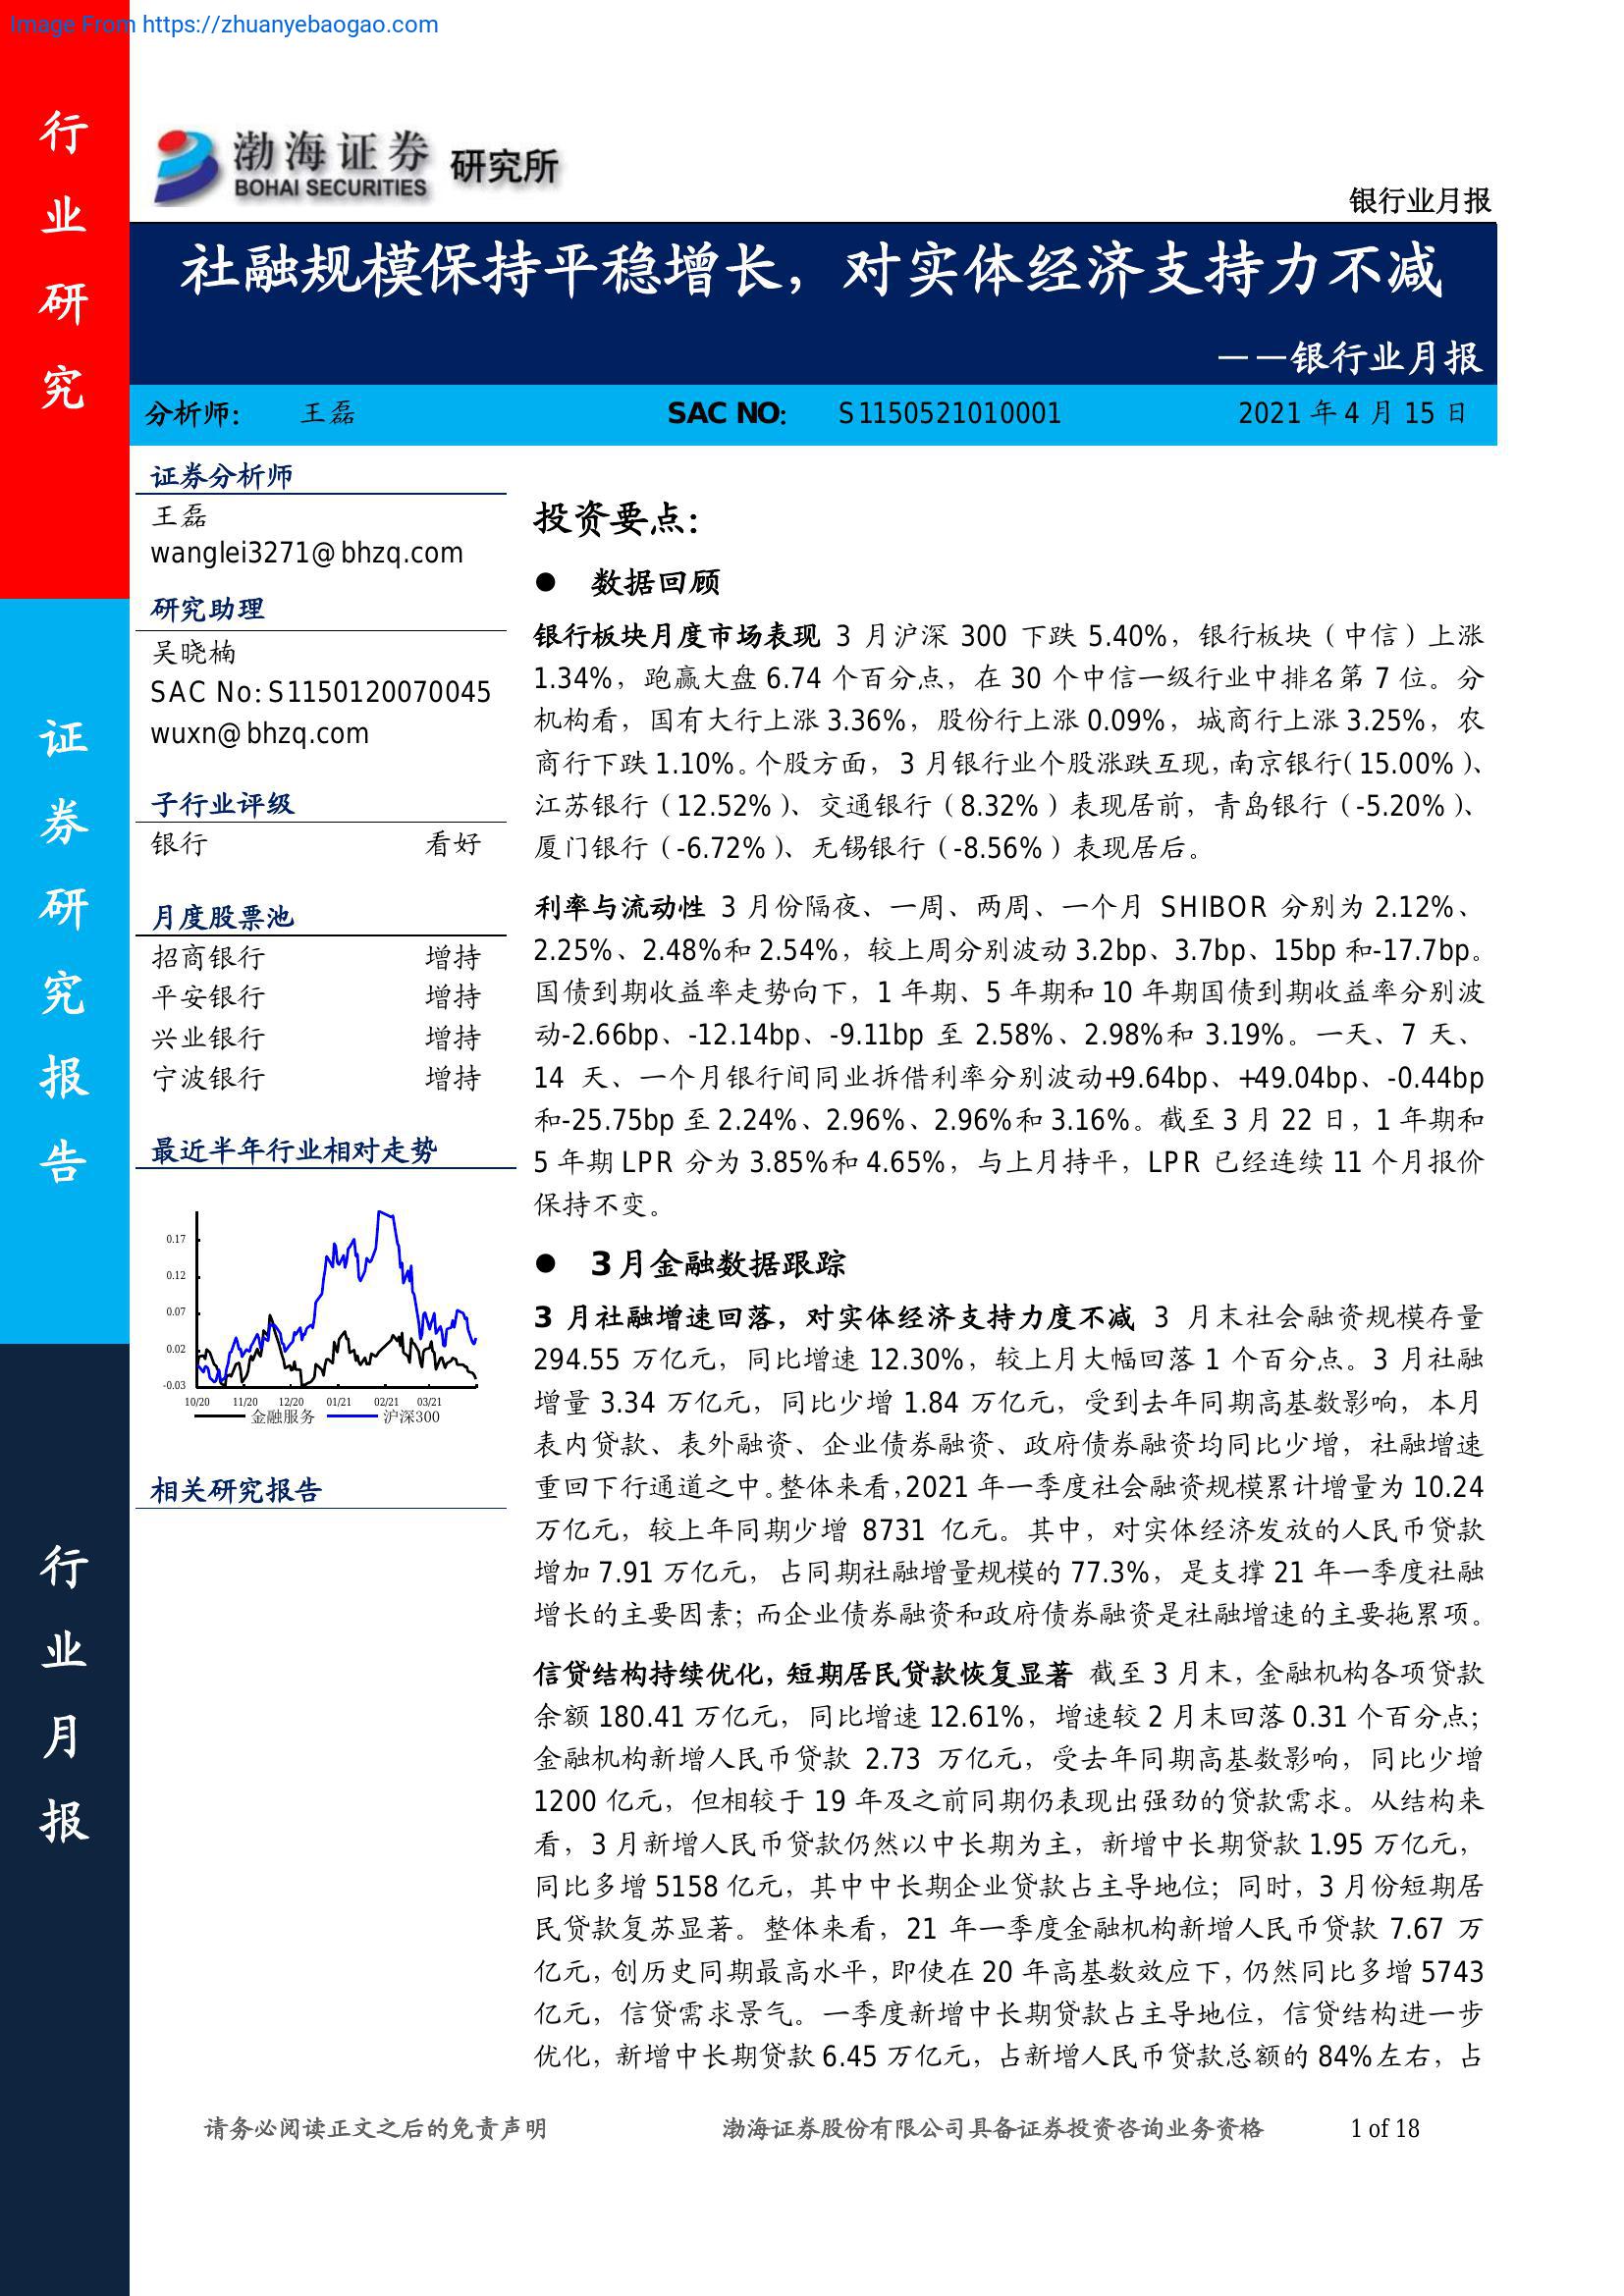 Image From https://zhuanyebaogao.com
行业研究
证券研究报告
行业月报
渤海证券 研究所
BOHAI SECURITIES
银行业月报
社融规模保持平稳增长，对实体经济支持力不减
——银行业月报
分析师： 王磊 SAC NO： S1150521010001 2021 年 4 月 15 日
证券分析师
王磊
wanglei3271@bhzq.com
研究助理
吴晓楠
SAC No: S1150120070045
wuxn@bhzq.com
子行业评级
银行 看好
月度股票池
招商银行 增持
平安银行 增持
兴业银行 增持
宁波银行 增持
最近半年行业相对走势
0.17
0.12
0.07
0.02
-0.03
10/20 11/20 12/20 01/21 02/21 03/21
金融服务 沪深300
相关研究报告
投资要点：
● 数据回顾
银行板块月度市场表现 3 月沪深 300 下跌 5.40%，银行板块（中信）上涨
1.34%，跑赢大盘 6.74 个百分点，在 30 个中信一级行业中排名第 7 位。分
机构看，国有大行上涨 3.36%，股份行上涨 0.09%，城商行上涨 3.25%，农
商行下跌 1.10%。个股方面，3 月银行业个股涨跌互现，南京银行（15.00%）、
江苏银行（12.52%）、交通银行（8.32%）表现居前，青岛银行（-5.20%）、
厦门银行（-6.72%）、无锡银行（-8.56%）表现居后。
利率与流动性 3 月份隔夜、一周、两周、一个月 SHIBOR 分别为 2.12%、
2.25%、2.48%和 2.54%，较上周分别波动 3.2bp、3.7bp、15bp 和-17.7bp。
国债到期收益率走势向下，1 年期、5 年期和 10 年期国债到期收益率分别波
动-2.66bp、-12.14bp、-9.11bp 至 2.58%、2.98%和 3.19%。一天、7 天、
14 天、一个月银行间同业拆借利率分别波动+9.64bp、+49.04bp、-0.44bp
和-25.75bp 至 2.24%、2.96%、2.96%和 3.16%。截至 3 月 22 日，1 年期和
5 年期 LPR 分为 3.85%和 4.65%，与上月持平，LPR 已经连续 11 个月报价
保持不变。
● 3 月金融数据跟踪
3 月社融增速回落，对实体经济支持力度不减 3 月末社会融资规模存量
294.55 万亿元，同比增速 12.30%，较上月大幅回落 1 个百分点。3 月社融
增量 3.34 万亿元，同比少增 1.84 万亿元，受到去年同期高基数影响，本月
表内贷款、表外融资、企业债券融资、政府债券融资均同比少增，社融增速
重回下行通道之中。整体来看，2021 年一季度社会融资规模累计增量为 10.24
万亿元，较上年同期少增 8731 亿元。其中，对实体经济发放的人民币贷款
增加 7.91 万亿元，占同期社融增量规模的 77.3%，是支撑 21 年一季度社融
增长的主要因素；而企业债券融资和政府债券融资是社融增速的主要拖累项。
信贷结构持续优化，短期居民贷款恢复显著 截至 3 月末，金融机构各项贷款
余额 180.41 万亿元，同比增速 12.61%，增速较 2 月末回落 0.31 个百分点；
金融机构新增人民币贷款 2.73 万亿元，受去年同期高基数影响，同比少增
1200 亿元，但相较于 19 年及之前同期仍表现出强劲的贷款需求。从结构来
看，3 月新增人民币贷款仍然以中长期为主，新增中长期贷款 1.95 万亿元，
同比多增 5158 亿元，其中中长期企业贷款占主导地位；同时，3 月份短期居
民贷款复苏显著。整体来看，21 年一季度金融机构新增人民币贷款 7.67 万
亿元，创历史同期最高水平，即使在 20 年高基数效应下，仍然同比多增 5743
亿元，信贷需求景气。一季度新增中长期贷款占主导地位，信贷结构进一步
优化，新增中长期贷款 6.45 万亿元，占新增人民币贷款总额的 84%左右，占
请务必阅读正文之后的免责声明 渤海证券股份有限公司具备证券投资咨询业务资格 1 of 18